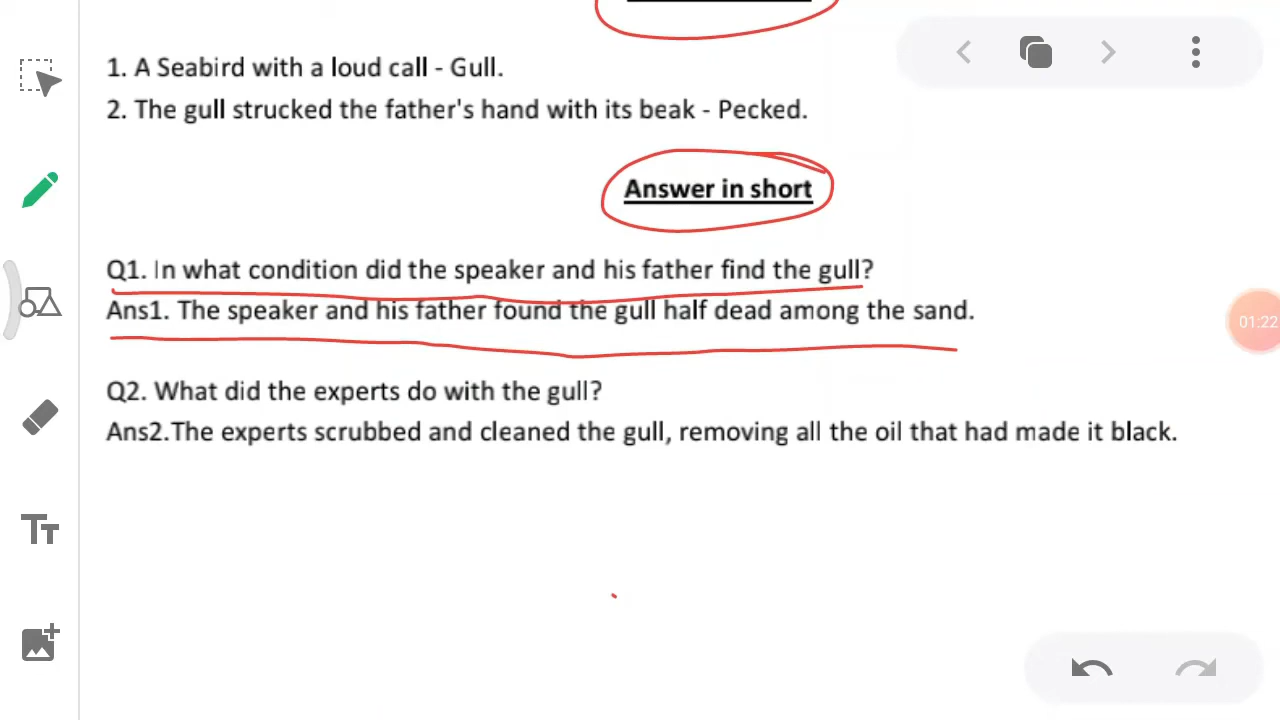 1. A Seabird with a loud call - Gull.
2. The gull strucked the father's hand with its beak - Pecked.
Answer in short
Q1. In what condition did the speaker and his father find the gull?
Ans1. The speaker and his father found the gull half dead among the sand.
01:22
Q2. What did the experts do with the gull?
Ans2.The experts scrubbed and cleaned the gull, removing all the oil that had made it black.
TT